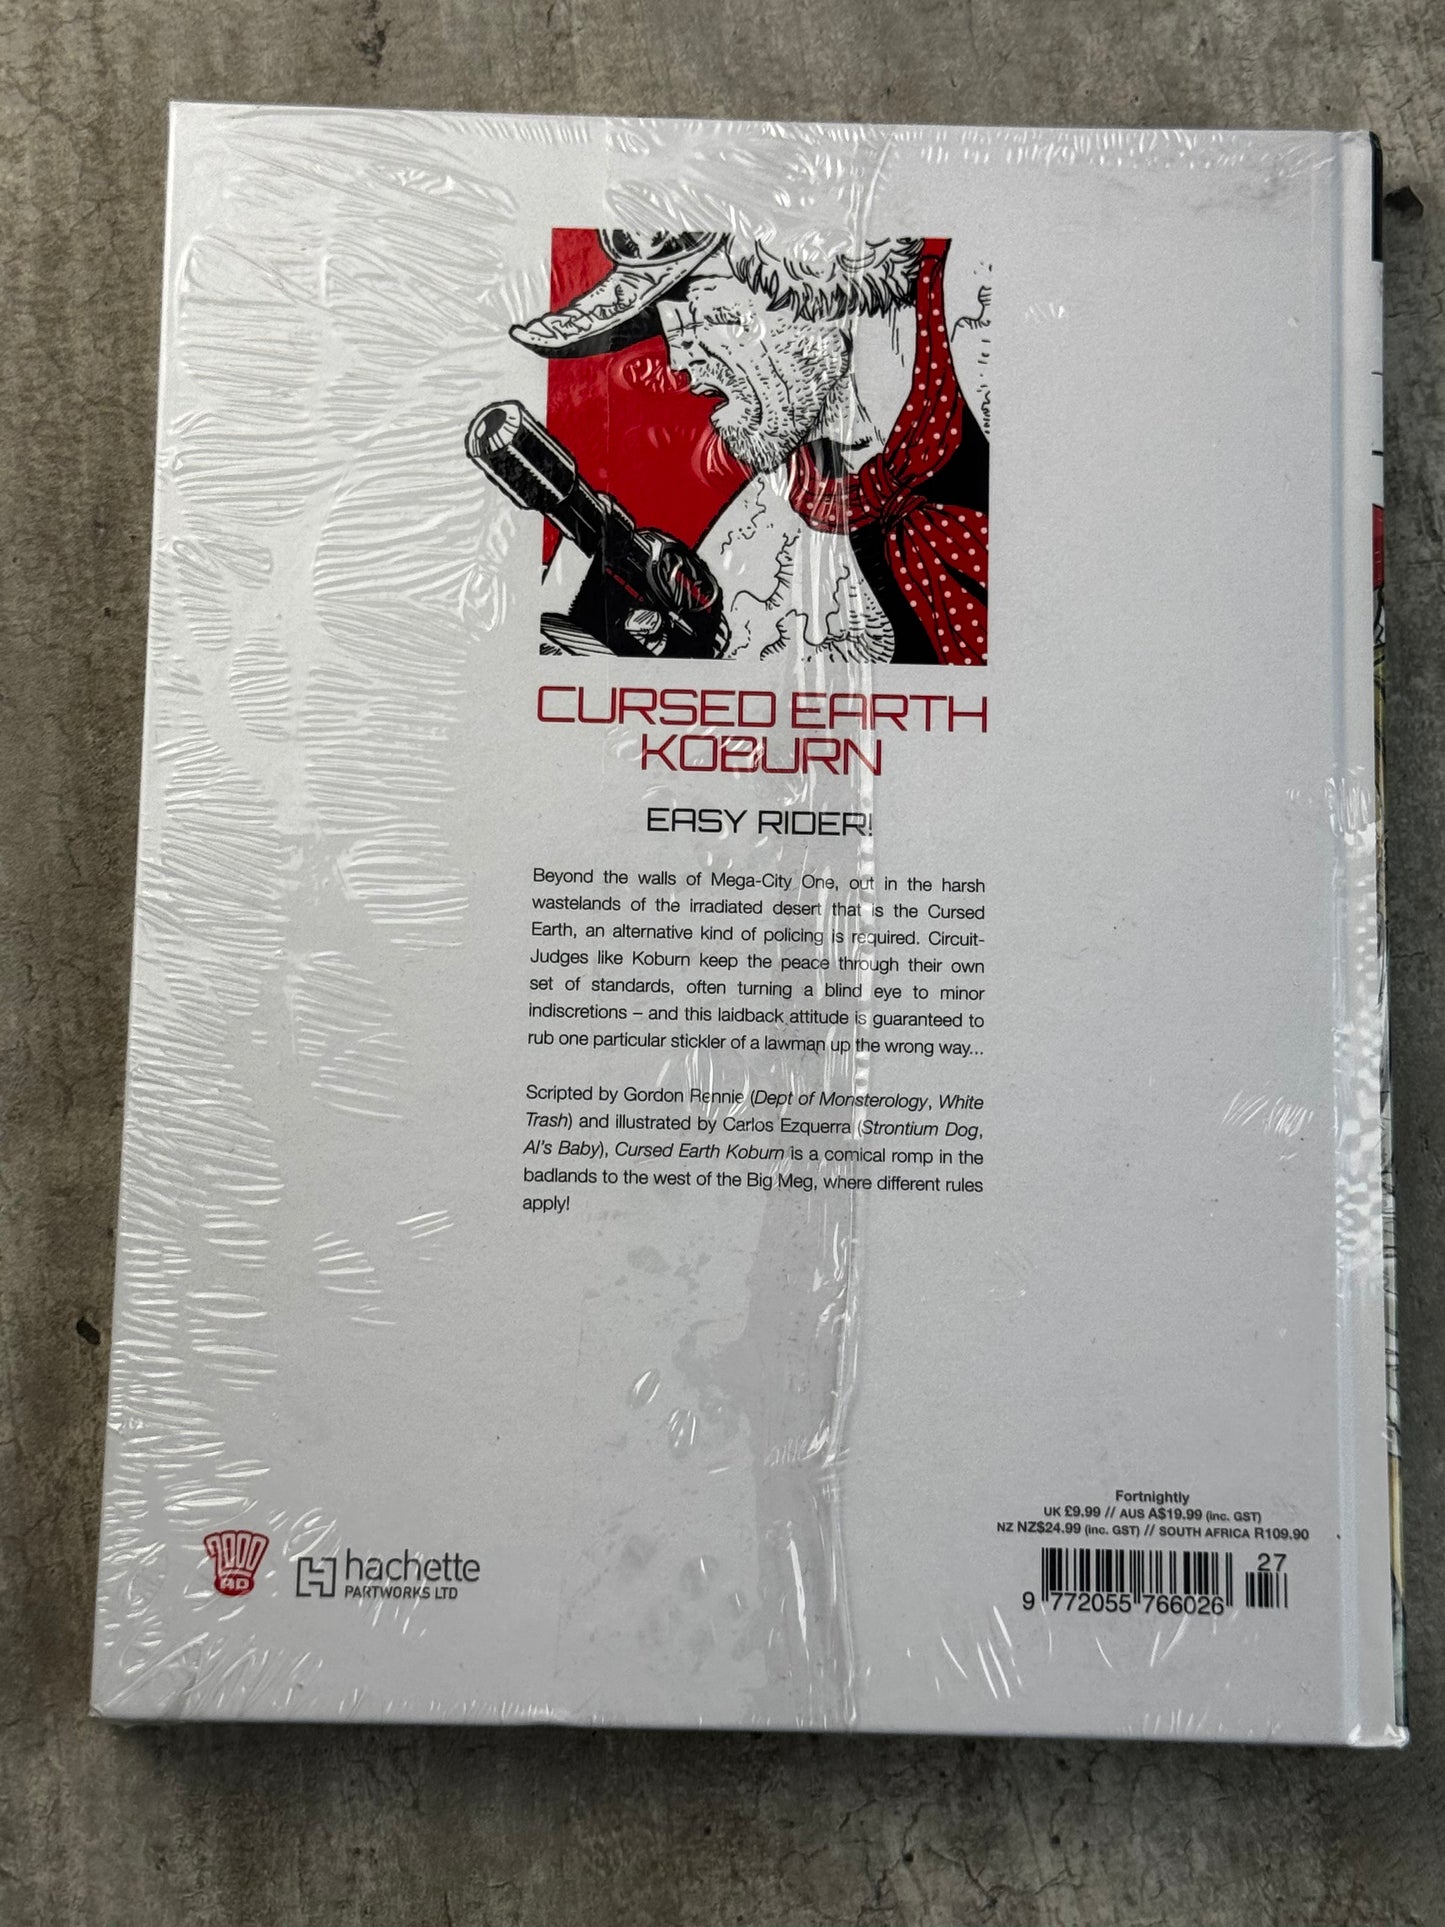 CURSED EARTH
KOBURN
EASY RIDER!
Beyond the walls of Mega-City One, out in the harsh
wastelands of the irradiated desert that is the Cursed
Earth, an alternative kind of policing is required. Circuit-
Judges like Koburn keep the peace through their own
set of standards, often turning a blind eye to minor
indiscretions – and this laidback attitude is guaranteed to
rub one particular stickler of a lawman up the wrong way...
Scripted by Gordon Rennie (Dept of Monsterology, White
Trash) and illustrated by Carlos Ezquerra (Strontium Dog,
Al's Baby), Cursed Earth Koburn is a comical romp in the
badlands to the west of the Big Meg, where different rules
apply!
Fortnightly
UK £9.99 // AUS A$19.99 (inc. GST)
NZ NZ$24.99 (inc. GST) // SOUTH AFRICA R109.90
27
9 772055 766026
2000
AD
hachette
PARTWORKS LTD